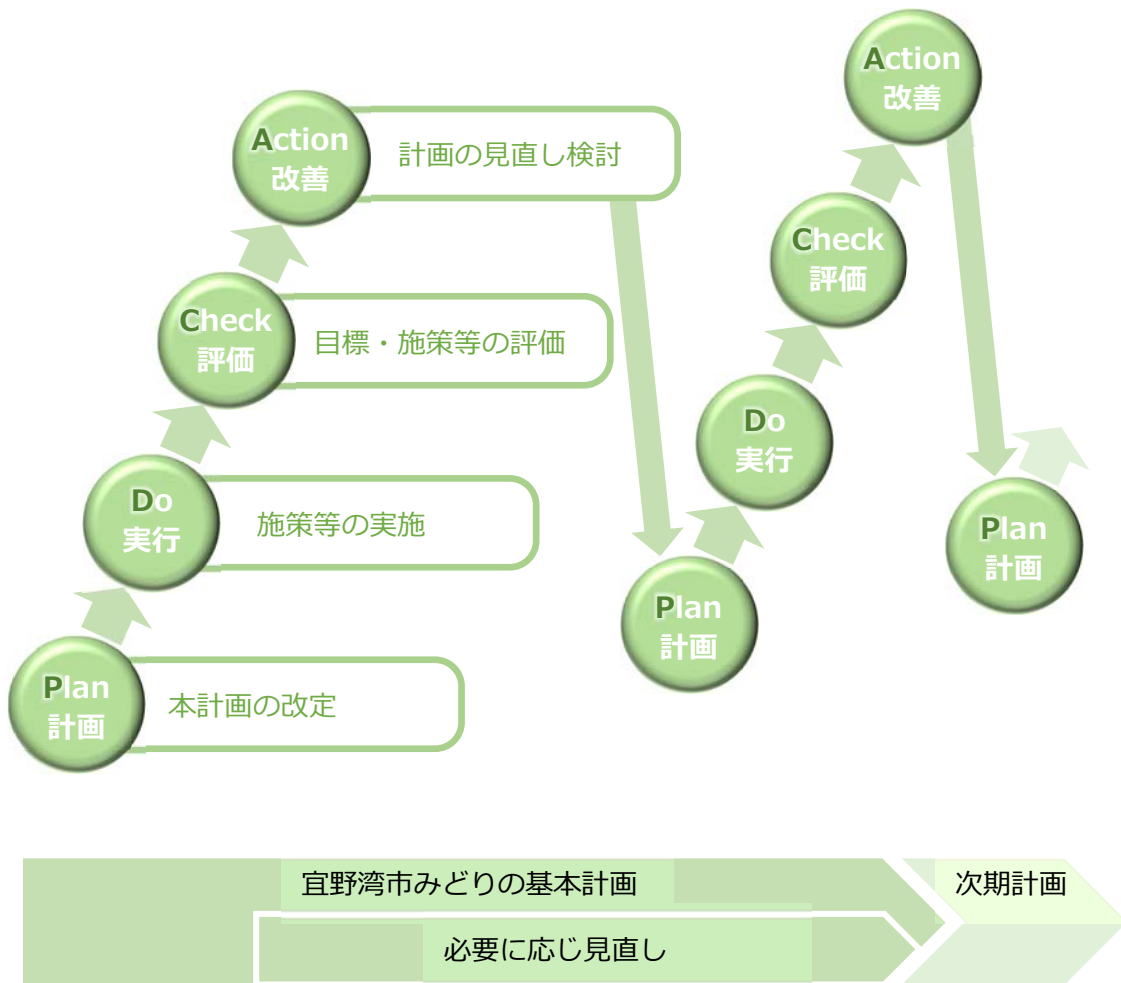 Action
改善
計画の見直し検討
Check
評価
目標・施策等の評価
Do
実行
施策等の実施
Plan
計画
本計画の改定
Action
改善
Check
評価
Do
実行
Plan
計画
Plan
計画
宜野湾市みどりの基本計画
次期計画
必要に応じ見直し